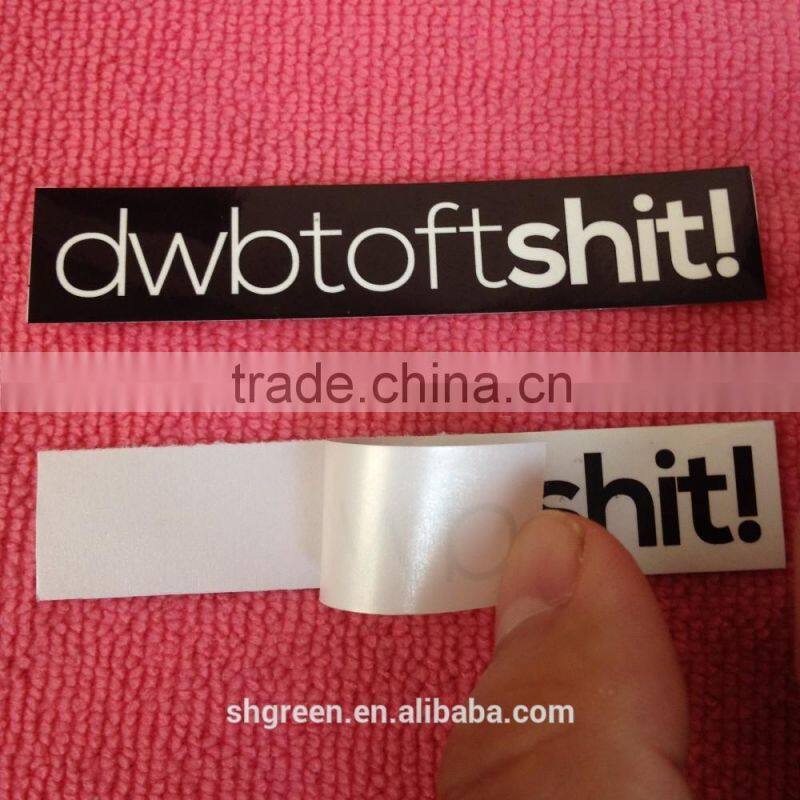 dwbtoftshit!
trade.china.cn
shit!
shgreen.en.alibaba.com